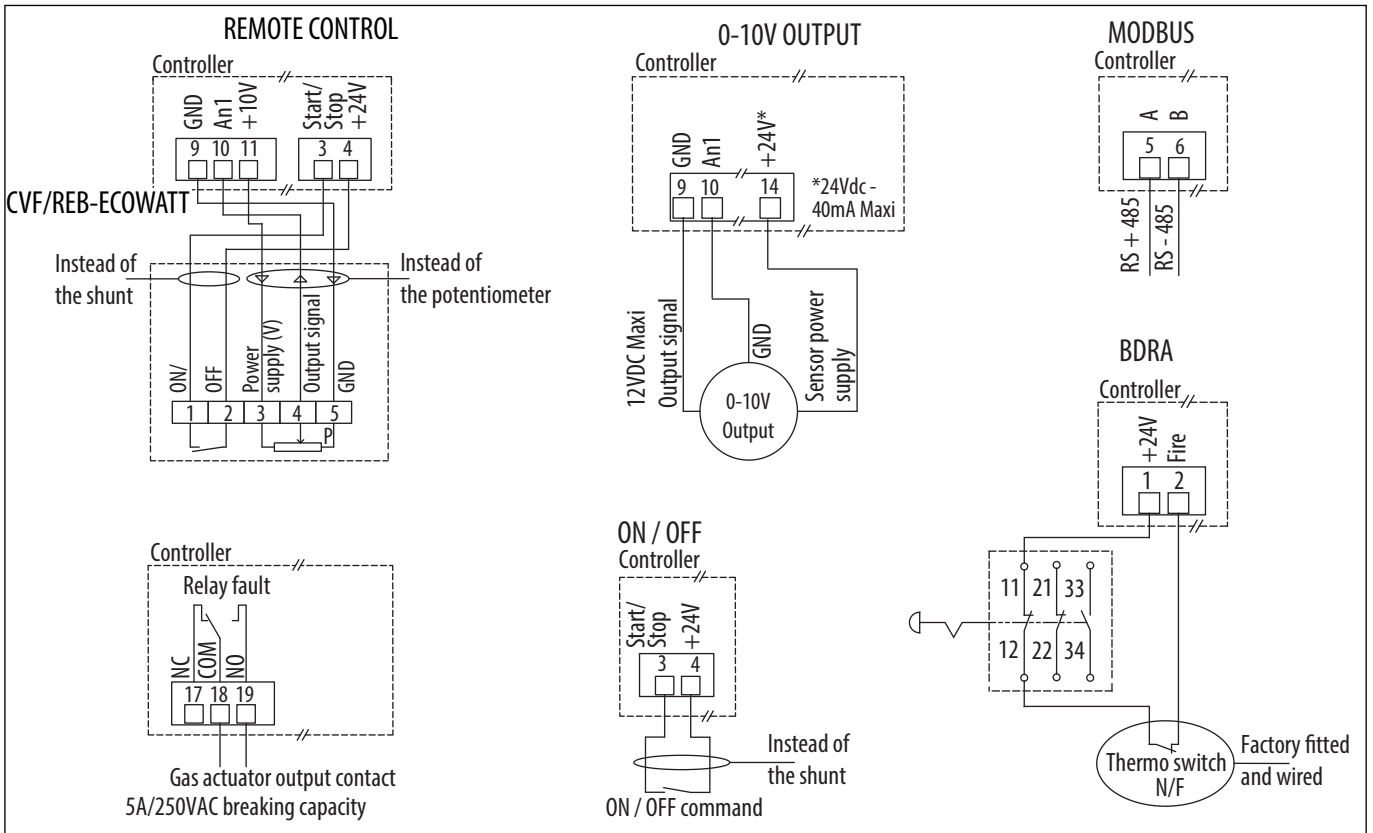 REMOTE CONTROL
Controller
GND
An1
+10V
Start/
Stop
+24V
9 10 11
3 4
CVF/REB-ECOWATT
Instead of
the shunt
Instead of
the potentiometer
ON/
OFF
Power
supply (V)
Output signal
GND
1 2 3 4 5
P
0-10V OUTPUT
Controller
GND
An1
+24V*
9 10 14
*24Vdc -
40mA Maxi
12VDC Maxi
Output signal
GND
Sensor power
supply
0-10V
Output
MODBUS
Controller
A
B
5 6
RS + 485
RS - 485
BDRA
Controller
+24V
Fire
1 2
11 21 33
12 22 34
Thermo switch
N/F
Factory fitted
and wired
Controller
Relay fault
NC
COM
NO
17 18 19
Gas actuator output contact
5A/250VAC breaking capacity
ON / OFF
Controller
Start/
Stop
+24V
3 4
Instead of
the shunt
ON / OFF command